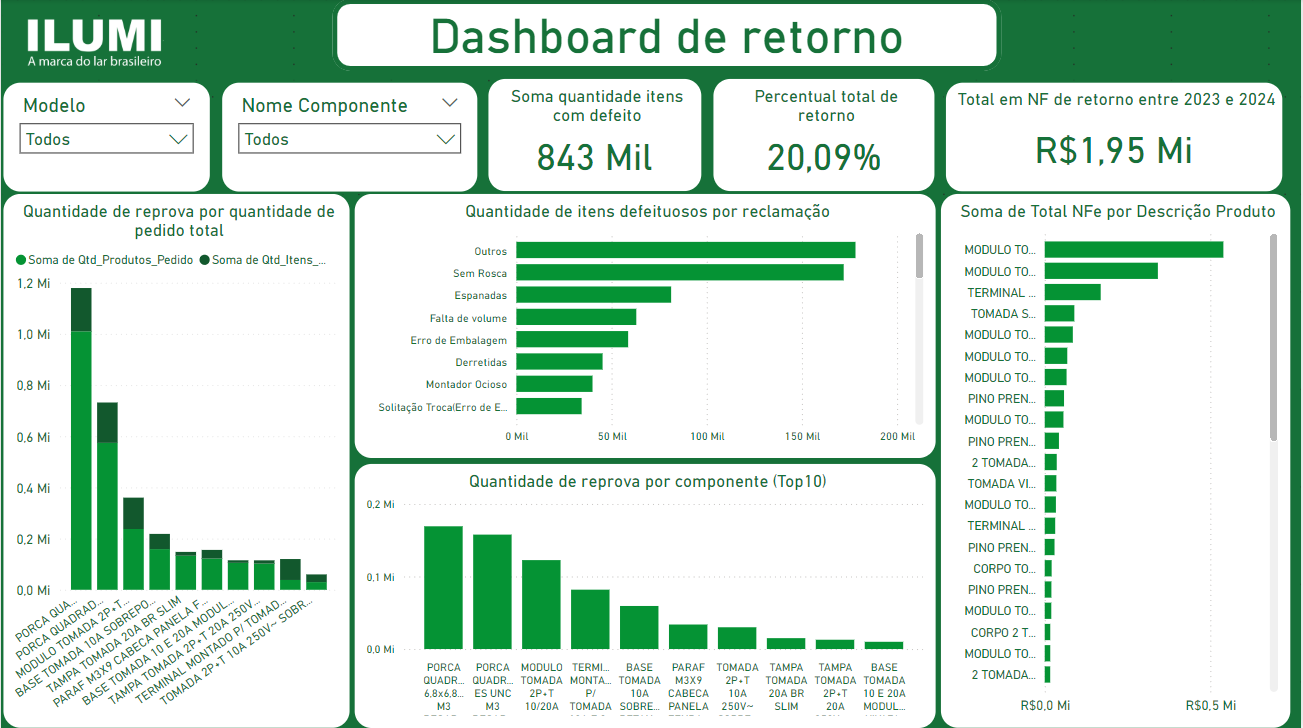 ILUMI
A marca do lar brasileiro
Dashboard de retorno
Modelo
Todos
Nome Componente
Todos
Soma quantidade itens
com defeito
843 Mil
Percentual total de
retorno
20,09%
Total em NF de retorno entre 2023 e 2024
R$1,95 Mi
Quantidade de reprova por quantidade de
pedido total
Soma de Qtd_Produtos_Pedido
Soma de Qtd_Itens_...
1,2 Mi
1,0 Mi
0,8 Mi
0,6 Mi
0,4 Mi
0,2 Mi
0,0 Mi
PORCA QUA...
PORCA QUADRAD...
MODULO TOMADA 2P+T...
BASE TOMADA 10A SOBREPO...
TAMPA TOMADA 20A BR SLIM
PARAF M3X9 CABECA PANELA F...
BASE TOMADA 10 E 20A MODUL...
TAMPA TOMADA 2P+T 20A 250V...
TERMINAL MONTADO P/ TOMAD...
TOMADA 2P+T 10A 250V~ SOBR...
Quantidade de itens defeituosos por reclamação
Outros
Sem Rosca
Espanadas
Falta de volume
Erro de Embalagem
Derretidas
Montador Ocioso
Solitação Troca(Erro de E...
0 Mil
50 Mil
100 Mil
150 Mil
200 Mil
Quantidade de reprova por componente (Top10)
0,2 Mi
0,1 Mi
0,0 Mi
PORCA
QUADR...
6,8x6,8...
M3
PORCA
QUADR...
ES UNC
M3
MODULO
TOMADA
2P+T
10/20A
TERMI...
MONTA...
P/
TOMADA
BASE
TOMADA
10A
SOBRE...
PARAF
M3X9
CABECA
PANELA
TOMADA
2P+T
10A
250V~
TAMPA
TOMADA
20A BR
SLIM
TAMPA
TOMADA
2P+T
20A
BASE
TOMADA
10 E 20A
MODUL...
Soma de Total NFe por Descrição Produto
MODULO TO...
MODULO TO...
TERMINAL ...
TOMADA S...
MODULO TO...
MODULO TO...
MODULO TO...
PINO PREN...
MODULO TO...
PINO PREN...
2 TOMADA...
TOMADA VI...
MODULO TO...
TERMINAL ...
PINO PREN...
CORPO TO...
PINO PREN...
MODULO TO...
CORPO 2 T...
MODULO TO...
2 TOMADA...
R$0,0 Mi
R$0,5 Mi